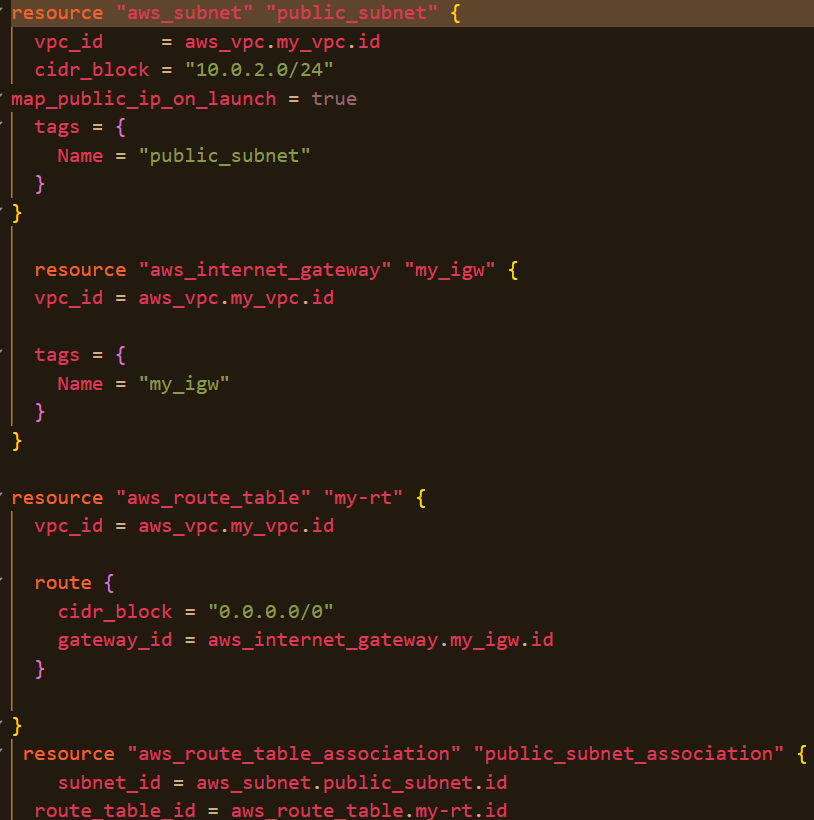 resource "aws_subnet" "public_subnet" {
  vpc_id     = aws_vpc.my_vpc.id
  cidr_block = "10.0.2.0/24"
map_public_ip_on_launch = true
  tags = {
    Name = "public_subnet"
  }
}
  resource "aws_internet_gateway" "my_igw" {
  vpc_id = aws_vpc.my_vpc.id
  tags = {
    Name = "my_igw"
  }
}
resource "aws_route_table" "my-rt" {
  vpc_id = aws_vpc.my_vpc.id
  route {
    cidr_block = "0.0.0.0/0"
    gateway_id = aws_internet_gateway.my_igw.id
  }
}
 resource "aws_route_table_association" "public_subnet_association" {
    subnet_id = aws_subnet.public_subnet.id
  route_table_id = aws_route_table.my-rt.id